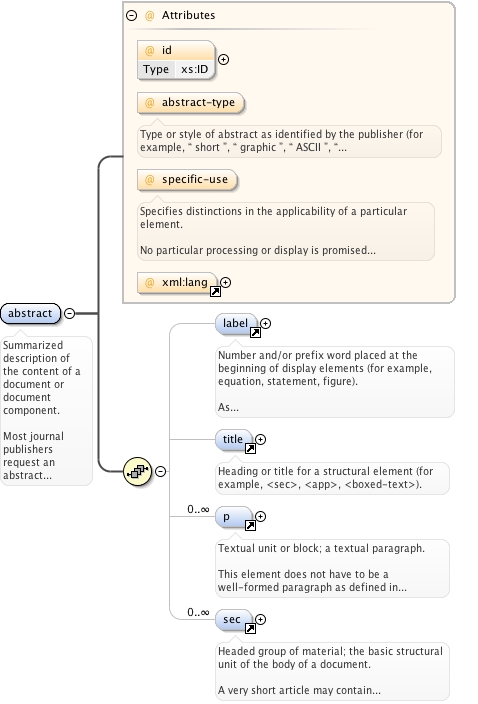 @ Attributes
@ id
Type xs:ID
@ abstract-type
Type or style of abstract as identified by the publisher (for
example, “ short ”, “ graphic ”, “ ASCII ”, “...
@ specific-use
Specifies distinctions in the applicability of a particular
element.
No particular processing or display is promised...
@ xml:lang
abstract
Summarized
description of
the content of a
document or
document
component.
Most journal
publishers
request an
abstract...
label
Number and/or prefix word placed at the
beginning of display elements (for example,
equation, statement, figure).
As...
title
Heading or title for a structural element (for
example, <sec>, <app>, <boxed-text>).
0..∞
p
Textual unit or block; a textual paragraph.
This element does not have to be a
well-formed paragraph as defined in...
0..∞
sec
Headed group of material; the basic structural
unit of the body of a document.
A very short article may contain...